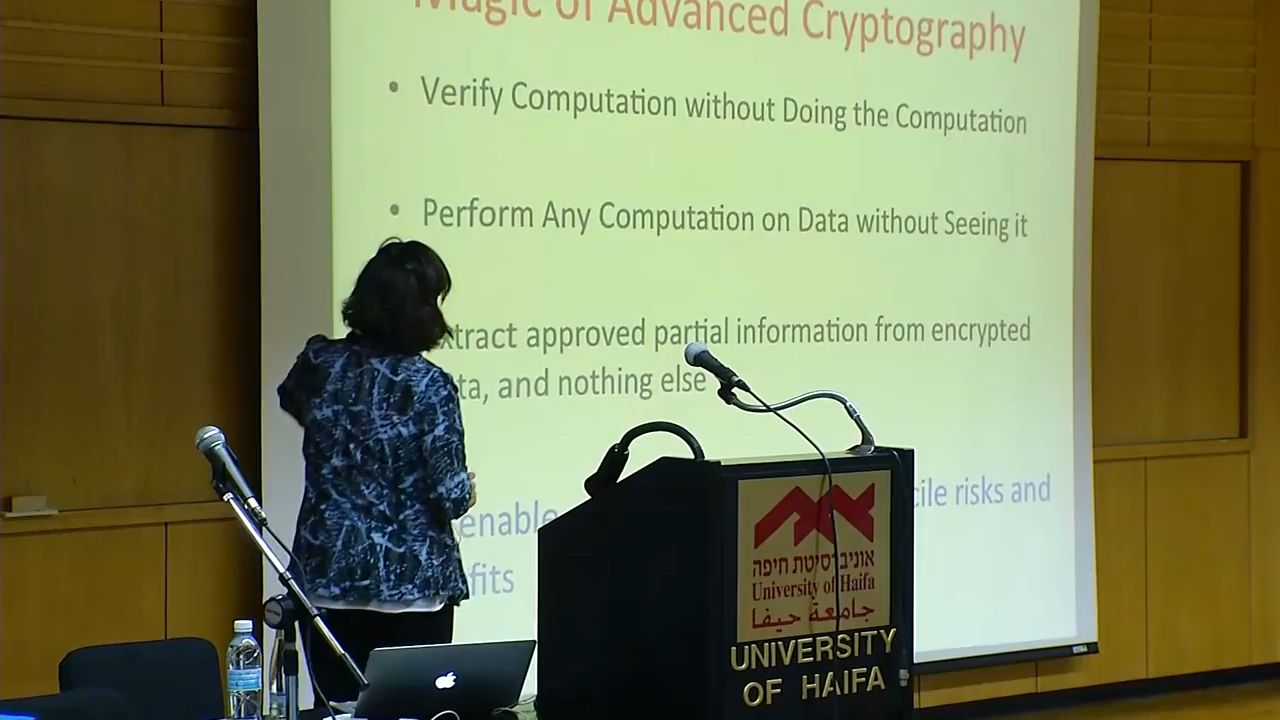 Magic of Advanced Cryptography
• Verify Computation without Doing the Computation
• Perform Any Computation on Data without Seeing it
xtract approved partial information from encrypted
ta, and nothing else
enable cile risks and
fits
אוניברסיטת חיפה
University of Haifa
جامعة حيفا
UNIVERSITY
OF HAIFA